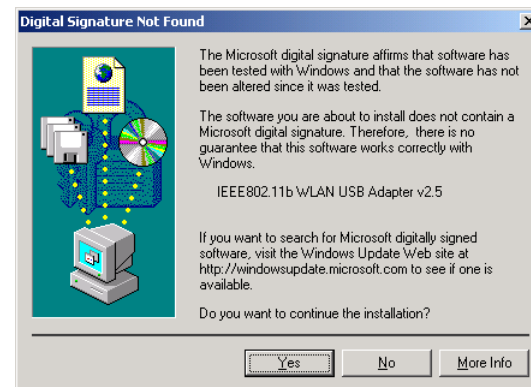 Digital Signature Not Found
The Microsoft digital signature affirms that software has
been tested with Windows and that the software has not
been altered since it was tested.
The software you are about to install does not contain a
Microsoft digital signature. Therefore, there is no
guarantee that this software works correctly with
Windows.
IEEE802.11b WLAN USB Adapter v2.5
If you want to search for Microsoft digitally signed
software, visit the Windows Update Web site at
http://windowsupdate.microsoft.com to see if one is
available.
Do you want to continue the installation?
Yes No More Info